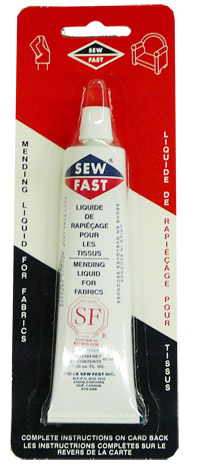 SEW
FAST
MENDING LIQUID FOR FABRICS
LIQUIDE DE RAPIÉÇAGE POUR TISSUS
SEW
FAST
LIQUIDE
DE
RAPIÉÇAGE
POUR
LES
TISSUS
MENDING
LIQUID
FOR
FABRICS
SF
COMPLETE INSTRUCTIONS ON CARD BACK
LES INSTRICTIONS COMPLÈTES SUR LE
REVERS DE LA CARTE